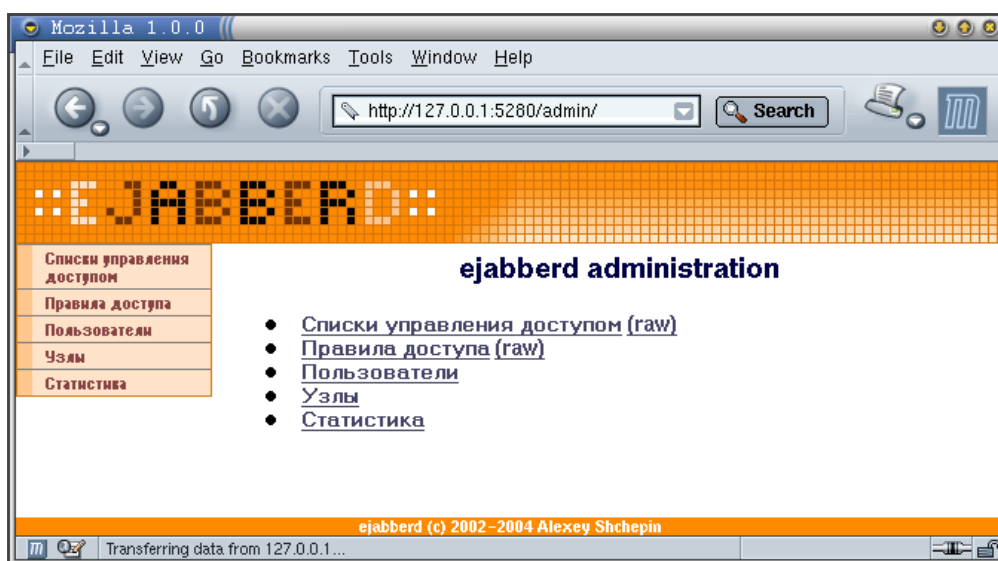 Mozilla 1.0.0
File Edit View Go Bookmarks Tools Window Help
http://127.0.0.1:5280/admin/ Search
::EJABBERD::
Списки управления
доступом
Правила доступа
Пользователи
Узлы
Статистика
ejabberd administration
Списки управления доступом (raw)
Правила доступа (raw)
Пользователи
Узлы
Статистика
ejabberd (c) 2002-2004 Alexey Shchepin
Transferring data from 127.0.0.1...